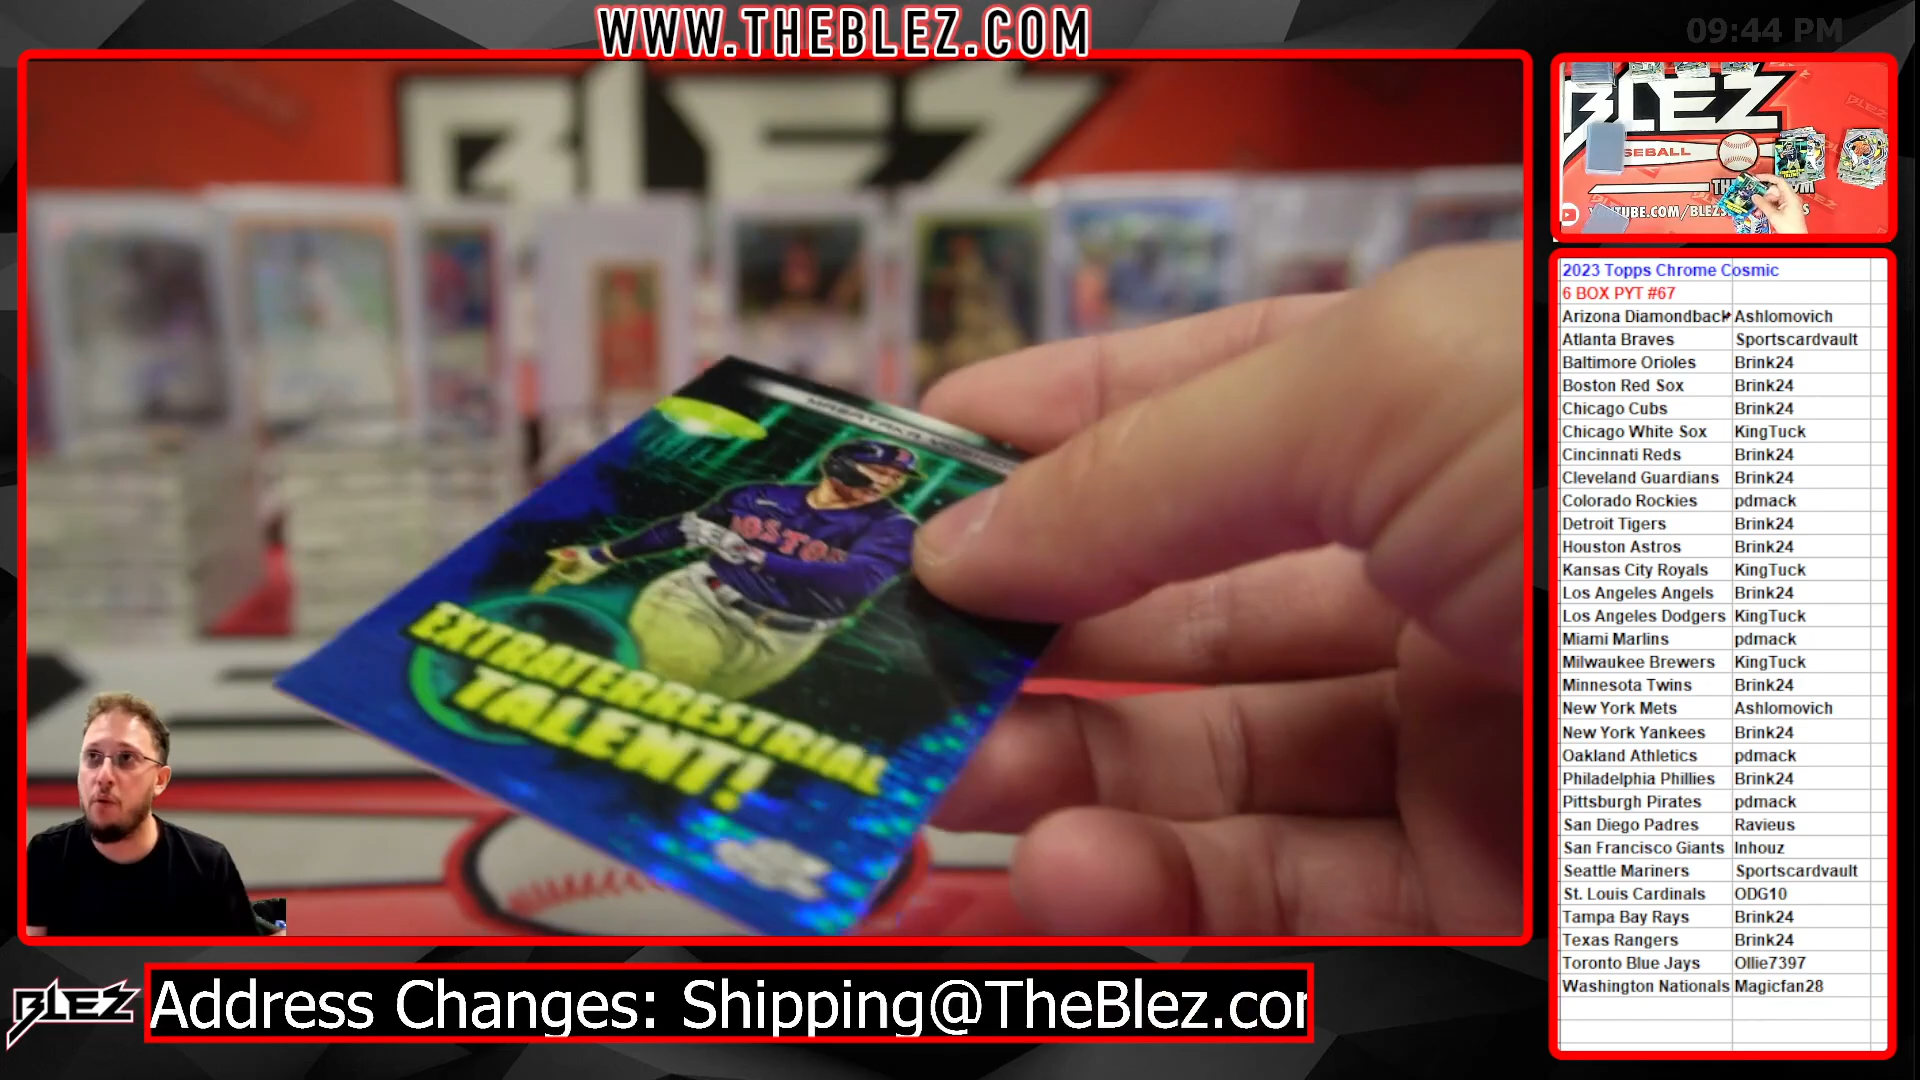 WWW.THEBLEZ.COM
09:44 PM
BLEZ
MASATAKA YOSHIDA
BOSTON
EXTRATERRESTRIAL
TALENT!
BLEZ
SEBALL
YOUTUBE.COM/BLEZ
2023 Topps Chrome Cosmic
6 BOX PYT #67
Arizona Diamondback Ashlomovich
Atlanta Braves Sportscardvault
Baltimore Orioles Brink24
Boston Red Sox Brink24
Chicago Cubs Brink24
Chicago White Sox KingTuck
Cincinnati Reds Brink24
Cleveland Guardians Brink24
Colorado Rockies pdmack
Detroit Tigers Brink24
Houston Astros Brink24
Kansas City Royals KingTuck
Los Angeles Angels Brink24
Los Angeles Dodgers KingTuck
Miami Marlins pdmack
Milwaukee Brewers KingTuck
Minnesota Twins Brink24
New York Mets Ashlomovich
New York Yankees Brink24
Oakland Athletics pdmack
Philadelphia Phillies Brink24
Pittsburgh Pirates pdmack
San Diego Padres Ravieus
San Francisco Giants Inhouz
Seattle Mariners Sportscardvault
St. Louis Cardinals ODG10
Tampa Bay Rays Brink24
Texas Rangers Brink24
Toronto Blue Jays Ollie7397
Washington Nationals Magicfan28
BLEZ
Address Changes: Shipping@TheBlez.com